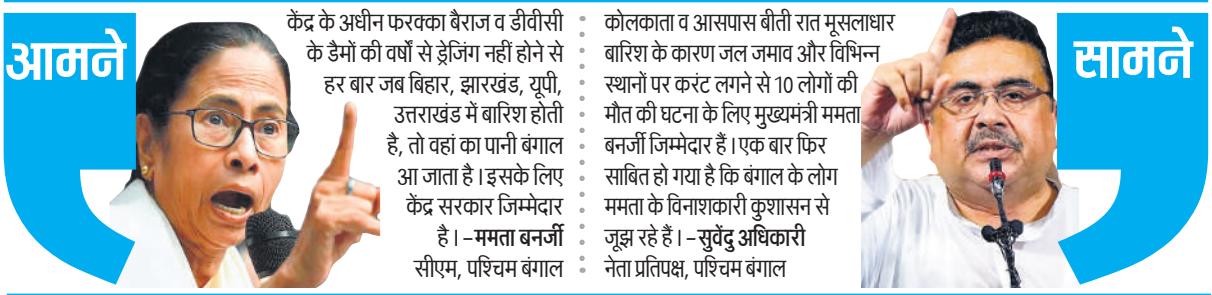 आमने
केंद्र के अधीन फरक्का बैराज व डीवीसी
के डैमों की वर्षों से ड्रेजिंग नहीं होने से
हर बार जब बिहार, झारखंड, यूपी,
उत्तराखंड में बारिश होती
है, तो वहां का पानी बंगाल
आ जाता है। इसके लिए
केंद्र सरकार जिम्मेदार
है। –ममता बनर्जी
सीएम, पश्चिम बंगाल
कोलकाता व आसपास बीती रात मूसलाधार
बारिश के कारण जल जमाव और विभिन्न
स्थानों पर करंट लगने से 10 लोगों की
मौत की घटना के लिए मुख्यमंत्री ममता
बनर्जी जिम्मेदार हैं। एक बार फिर
साबित हो गया है कि बंगाल के लोग
ममता के विनाशकारी कुशासन से
जूझ रहे हैं। –सुवेंदु अधिकारी
नेता प्रतिपक्ष, पश्चिम बंगाल
सामने